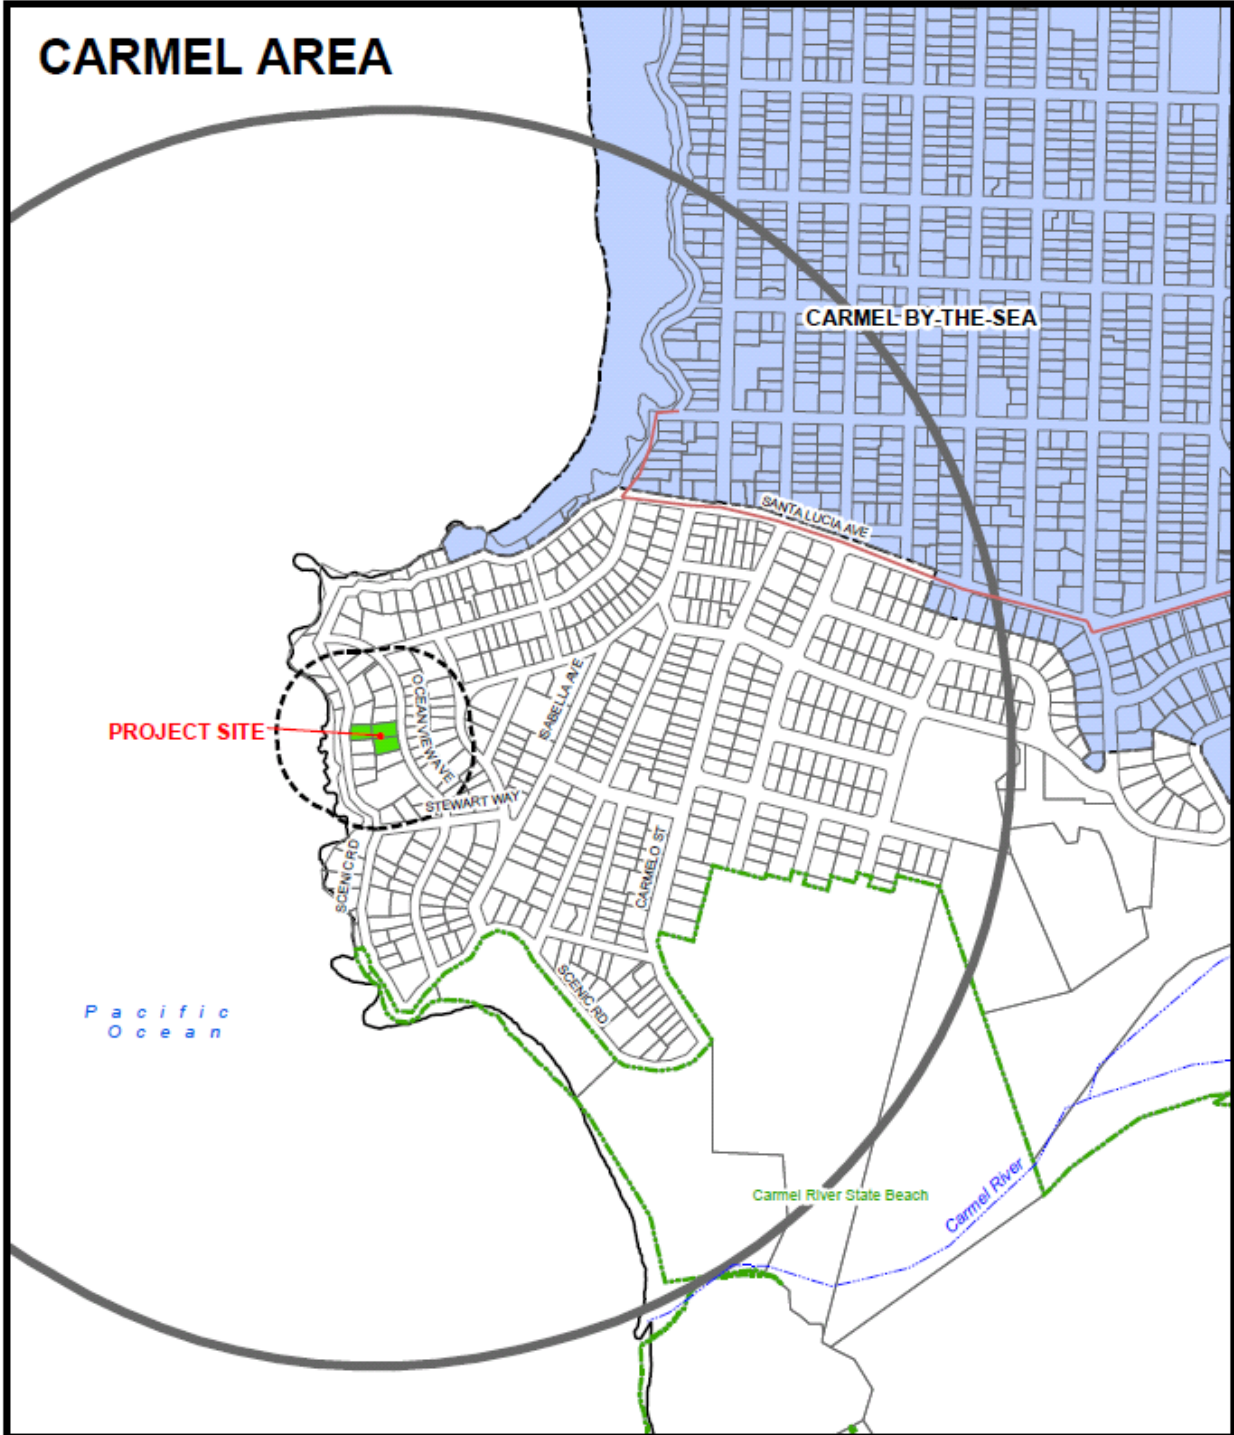 CARMEL AREA
CARMEL BY-THE-SEA
SANTA LUCIA AVE
ISABELLA AVE
OCEAN VIEW AVE
PROJECT SITE
STEWART WAY
SCENIC RD
CARMELO ST
SCENIC RD
Pacific
Ocean
Carmel River State Beach
Carmel River